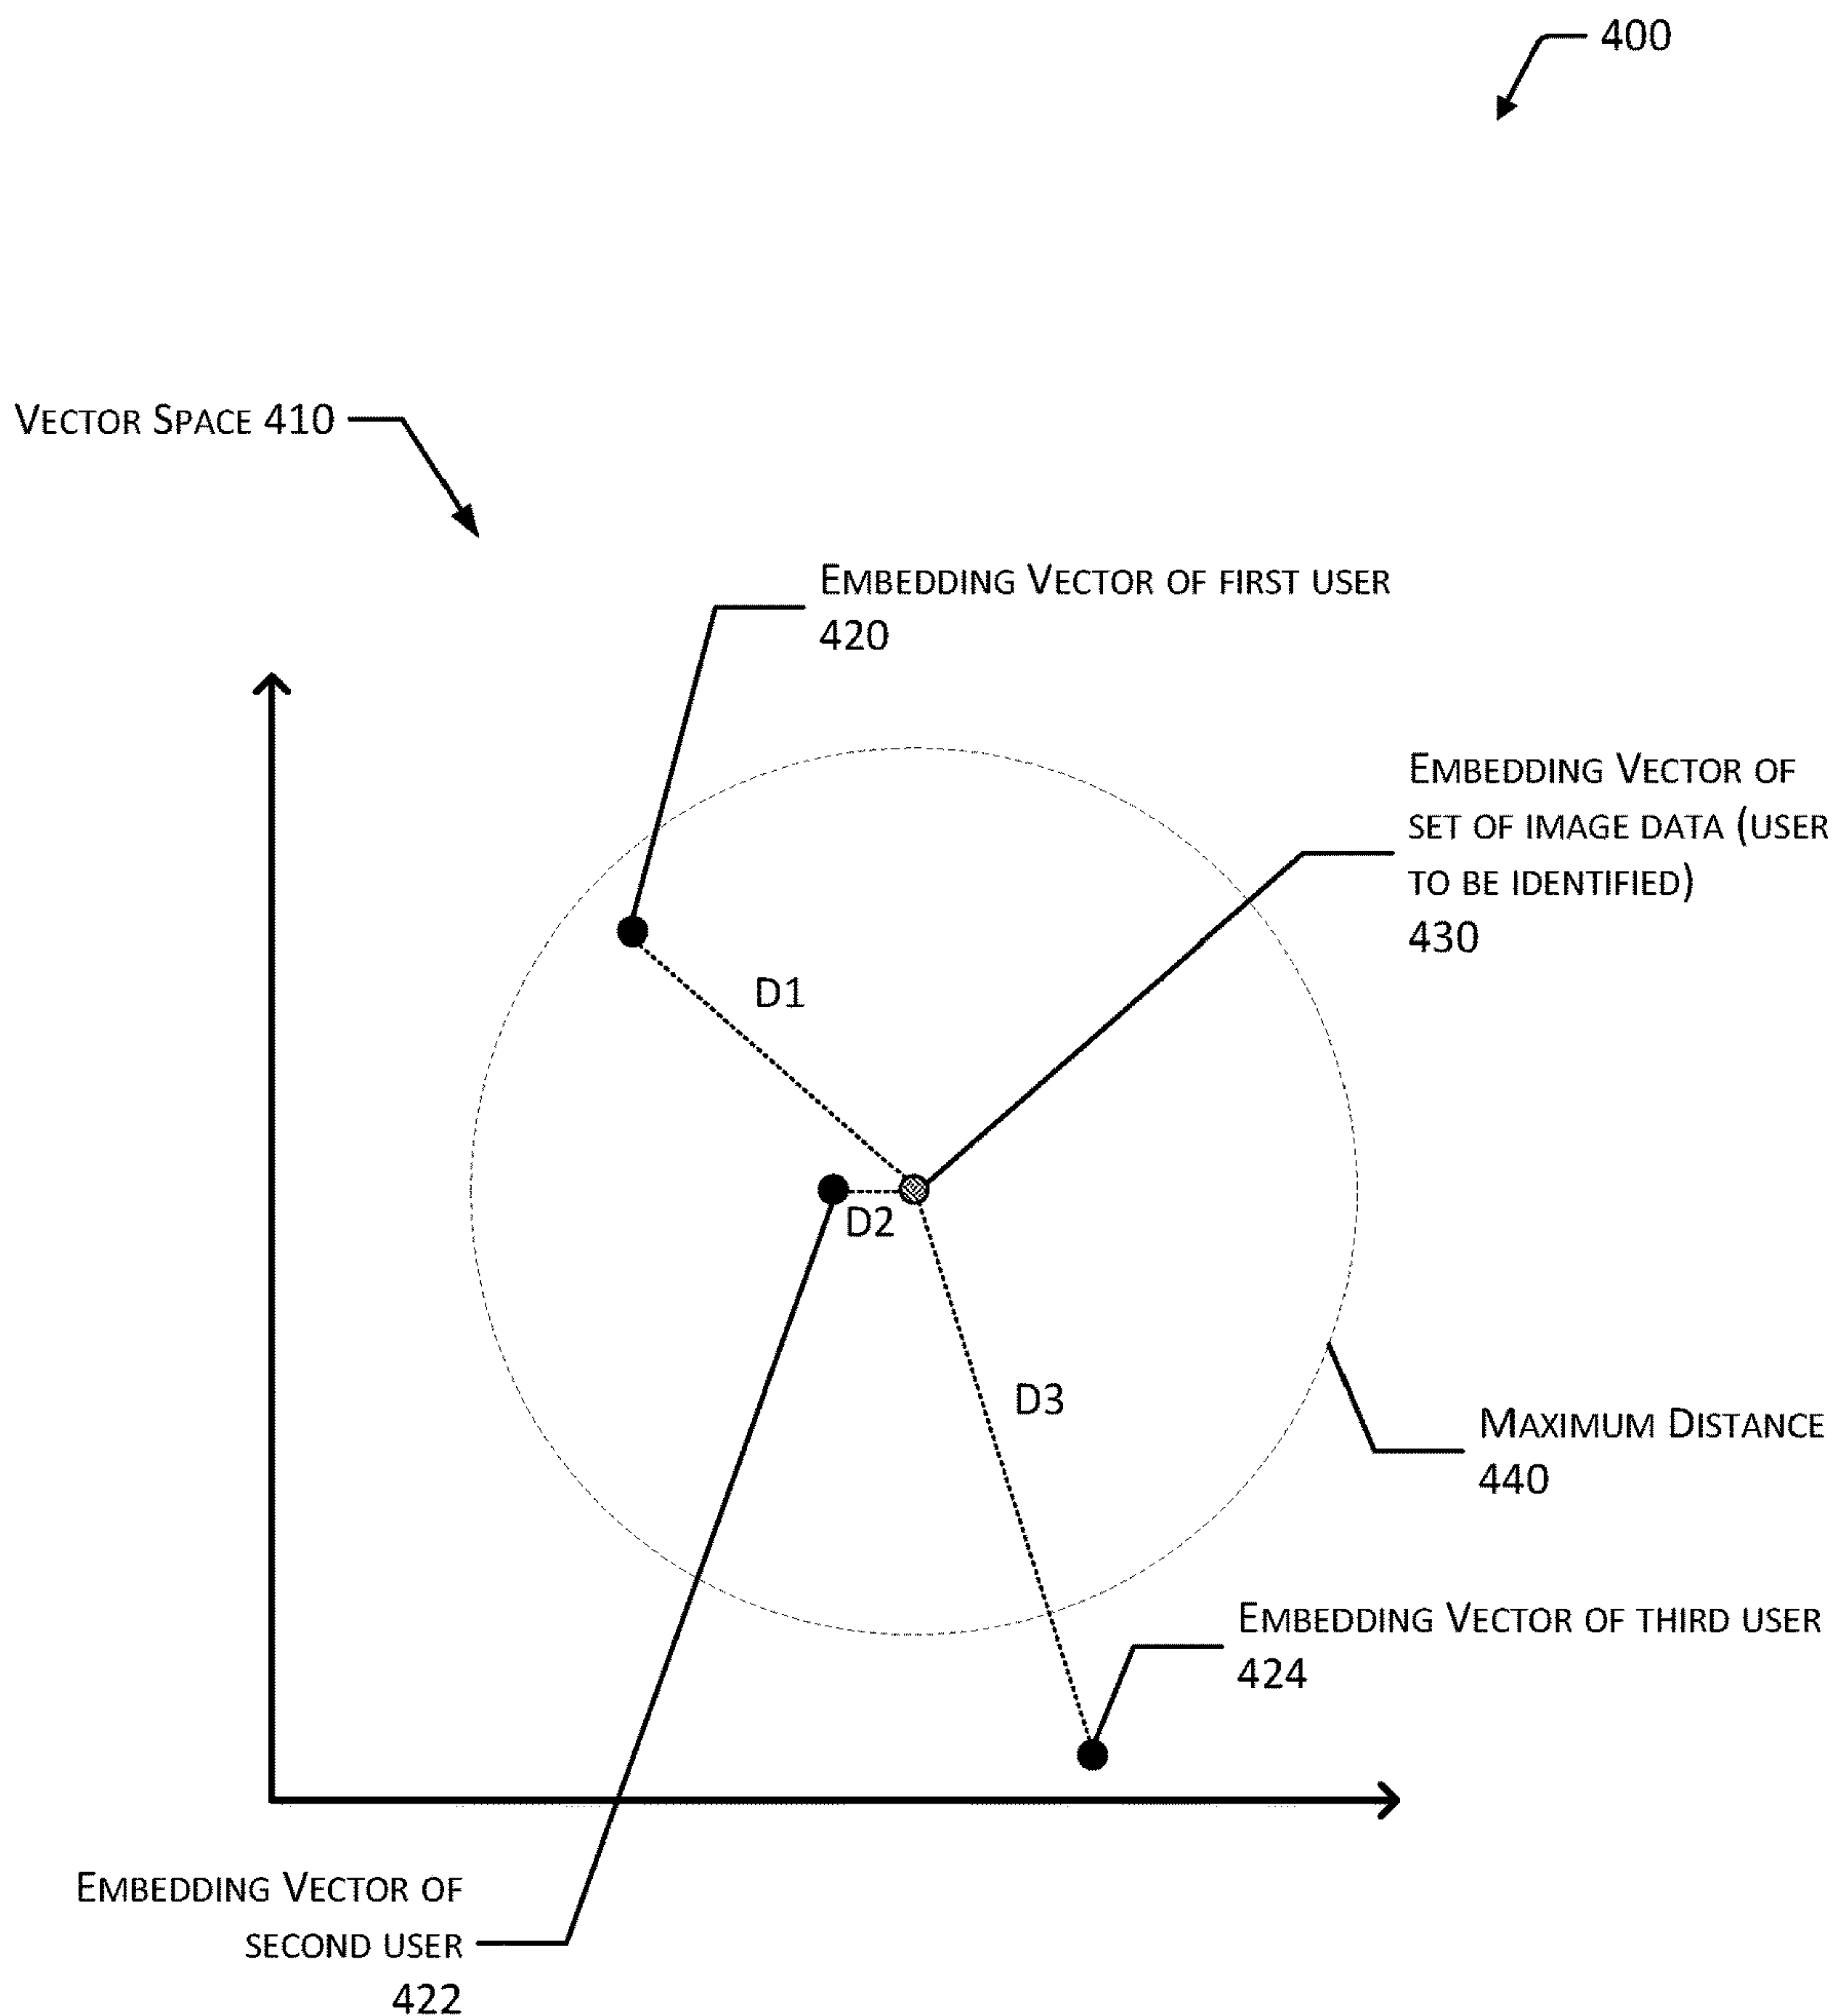 400
VECTOR SPACE 410
EMBEDDING VECTOR OF FIRST USER
420
EMBEDDING VECTOR OF
SET OF IMAGE DATA (USER
TO BE IDENTIFIED)
430
D1
D2
D3
MAXIMUM DISTANCE
440
EMBEDDING VECTOR OF THIRD USER
424
EMBEDDING VECTOR OF
SECOND USER
422